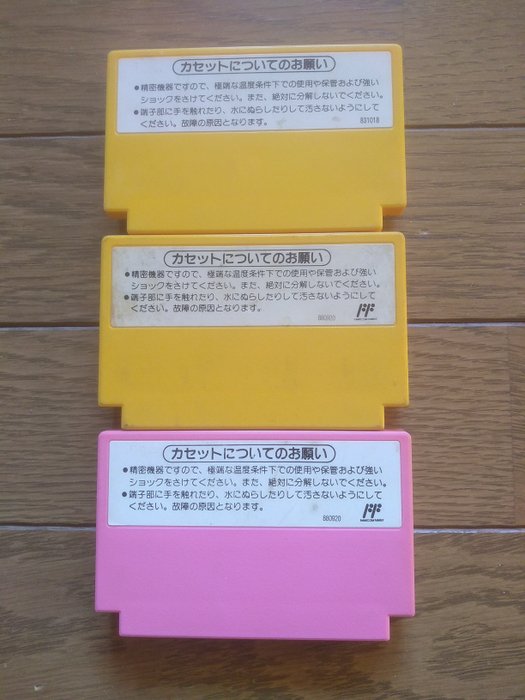 カセットについてのお願い
●精密機器ですので、極端な温度条件下での使用や保管および強い
ショックをさけてください。また、絶対に分解しないでください。
●端子部に手を触れたり、水にぬらしたりして汚さないようにして
ください。故障の原因となります。 831018
カセットについてのお願い
●精密機器ですので、極端な温度条件下での使用や保管および強い
ショックをさけてください。また、絶対に分解しないでください。
●端子部に手を触れたり、水にぬらしたりして汚さないようにして
ください。故障の原因となります。
880920
カセットについてのお願い
●精密機器ですので、極端な温度条件下での使用や保管および強い
ショックをさけてください。また、絶対に分解しないでください。
●端子部に手を触れたり、水にぬらしたりして汚さないようにして
ください。故障の原因となります。
880920